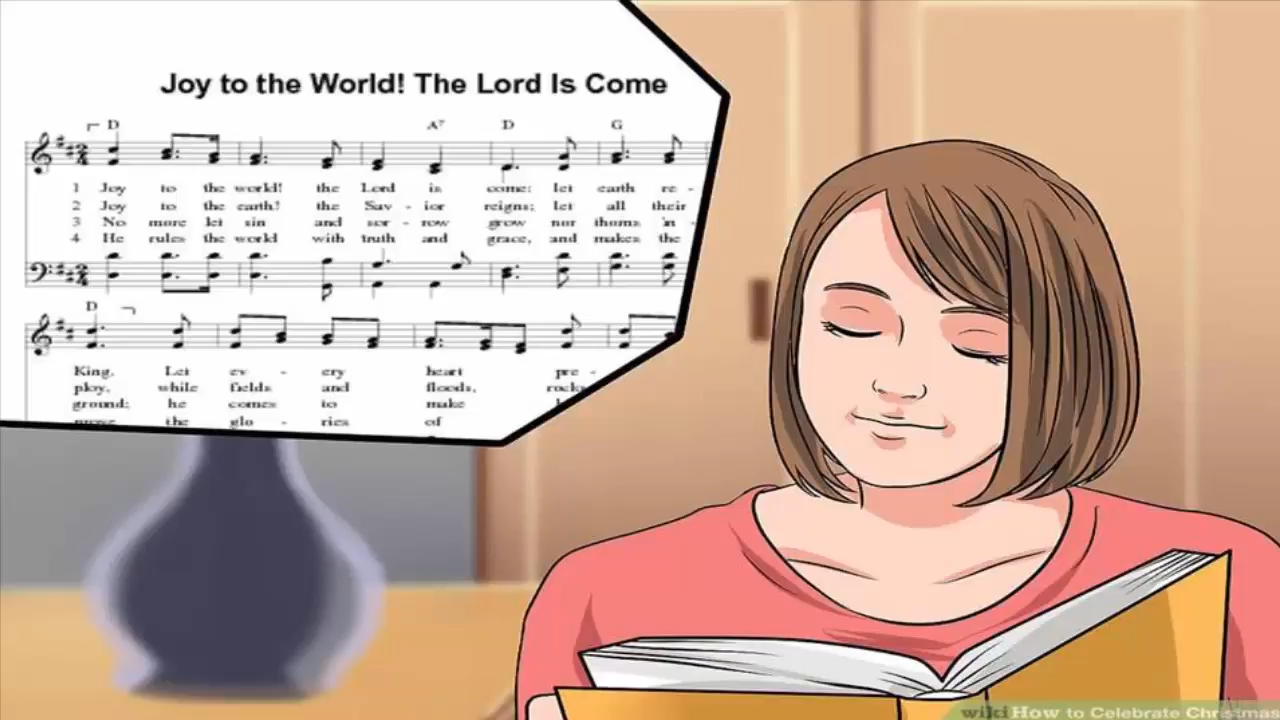 Joy to the World! The Lord Is Come
D A7 D G
1 Joy to the world! the Lord is come: let earth re -
2 Joy to the earth! the Sav - ior reigns; let all their
3 No more let sin and sor - row grow nor thorns in -
4 He rules the world with truth and grace, and makes the
D
King. Let ev - ery heart pre -
ploy, while fields and floods, rocks
ground; he comes to make
prove the glo - ries of
wikiHow to Celebrate Christmas